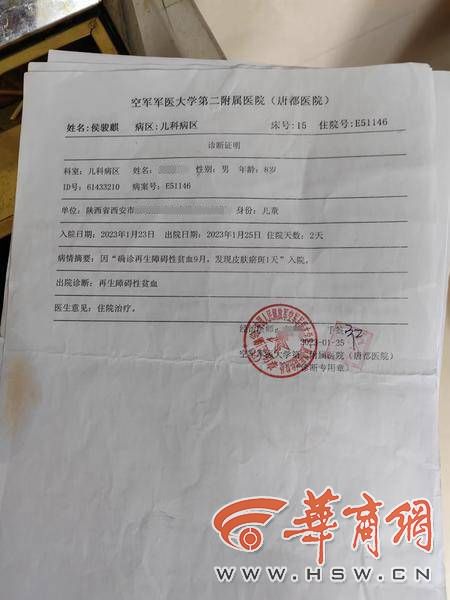 空军军医大学第二附属医院（唐都医院）
姓名:侯骏麒 病区:儿科病区 床号:15 住院号:E51146
诊断证明
科室：儿科病区 姓名： 性别：男 年龄：8岁
ID号：61433210 病案号：E51146
单位：陕西省西安市 身份：儿童
入院日期：2023年1月23日 出院日期：2023年1月25日 住院天数：2天
病情摘要：因“确诊再生障碍性贫血9月，发现皮肤瘀斑1天”入院。
出院诊断：再生障碍性贫血
医生意见：住院治疗。
2023-01-25
空军军医大学第 附属医院（唐都医院）
诊断专用章
华商网
WWW.HSW.CN